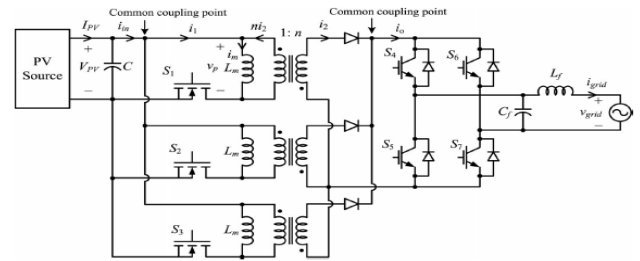 Common coupling point
Common coupling point
I_PV
i_in
i_1
ni_2
1: n
i_2
i_o
+
+
i_m
S_4
S_6
PV
Source
V_PV
C
S_1
v_p
L_m
L_f
i_grid
−
−
+
C_f
v_grid
−
S_2
L_m
S_5
S_7
S_3
L_m